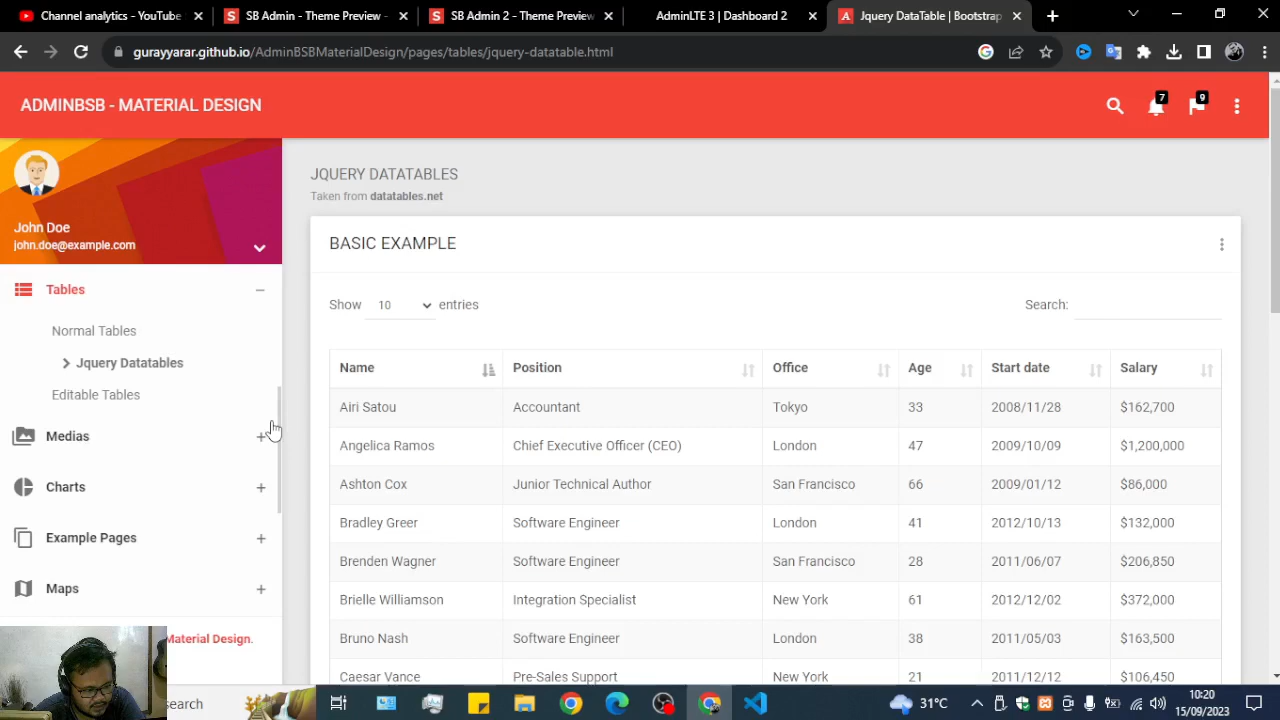 Channel analytics - YouTube
SB Admin - Theme Preview
SB Admin 2 - Theme Preview
AdminLTE 3 | Dashboard 2
Jquery DataTable | Bootstrap
gurayyarar.github.io/AdminBSBMaterialDesign/pages/tables/jquery-datatable.html
ADMINBSB - MATERIAL DESIGN
7
9
John Doe
john.doe@example.com
Tables
Normal Tables
Jquery Datatables
Editable Tables
Medias
Charts
Example Pages
Maps
Material Design.
JQUERY DATATABLES
Taken from datatables.net
BASIC EXAMPLE
Show 10 entries
Search:
Name Position Office Age Start date Salary
Airi Satou Accountant Tokyo 33 2008/11/28 $162,700
Angelica Ramos Chief Executive Officer (CEO) London 47 2009/10/09 $1,200,000
Ashton Cox Junior Technical Author San Francisco 66 2009/01/12 $86,000
Bradley Greer Software Engineer London 41 2012/10/13 $132,000
Brenden Wagner Software Engineer San Francisco 28 2011/06/07 $206,850
Brielle Williamson Integration Specialist New York 61 2012/12/02 $372,000
Bruno Nash Software Engineer London 38 2011/05/03 $163,500
Caesar Vance Pre-Sales Support New York 21 2011/12/12 $106,450
search
31°C
10:20
15/09/2023